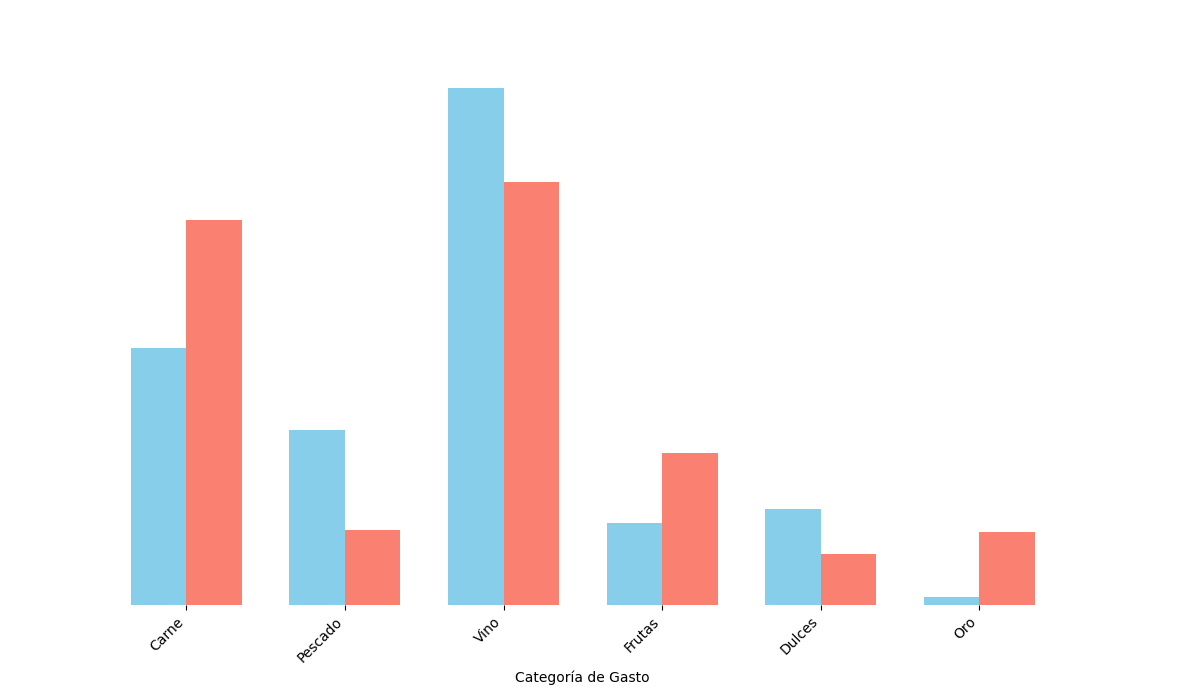 Carne
Pescado
Vino
Frutas
Dulces
Oro
Categoría de Gasto